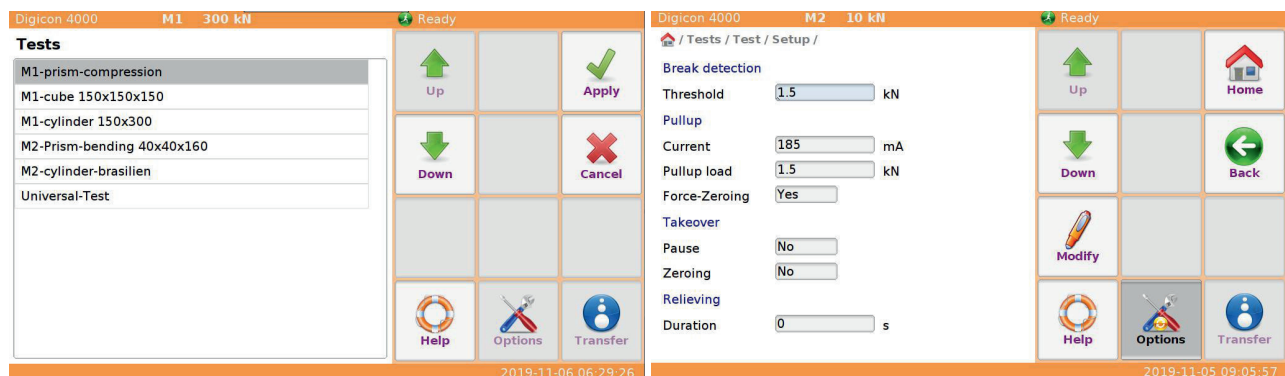 Digicon 4000 M1 300 kN Ready
Tests
M1-prism-compression
M1-cube 150x150x150
M1-cylinder 150x300
M2-Prism-bending 40x40x160
M2-cylinder-brasilien
Universal-Test
Up
Apply
Down
Cancel
Help
Options
Transfer
2019-11-06 06:29:26
Digicon 4000 M2 10 kN Ready
/ Tests / Test / Setup /
Break detection
Threshold 1.5 kN
Pullup
Current 185 mA
Pullup load 1.5 kN
Force-Zeroing Yes
Takeover
Pause No
Zeroing No
Relieving
Duration 0 s
Up
Home
Down
Back
Modify
Help
Options
Transfer
2019-11-05 09:05:57